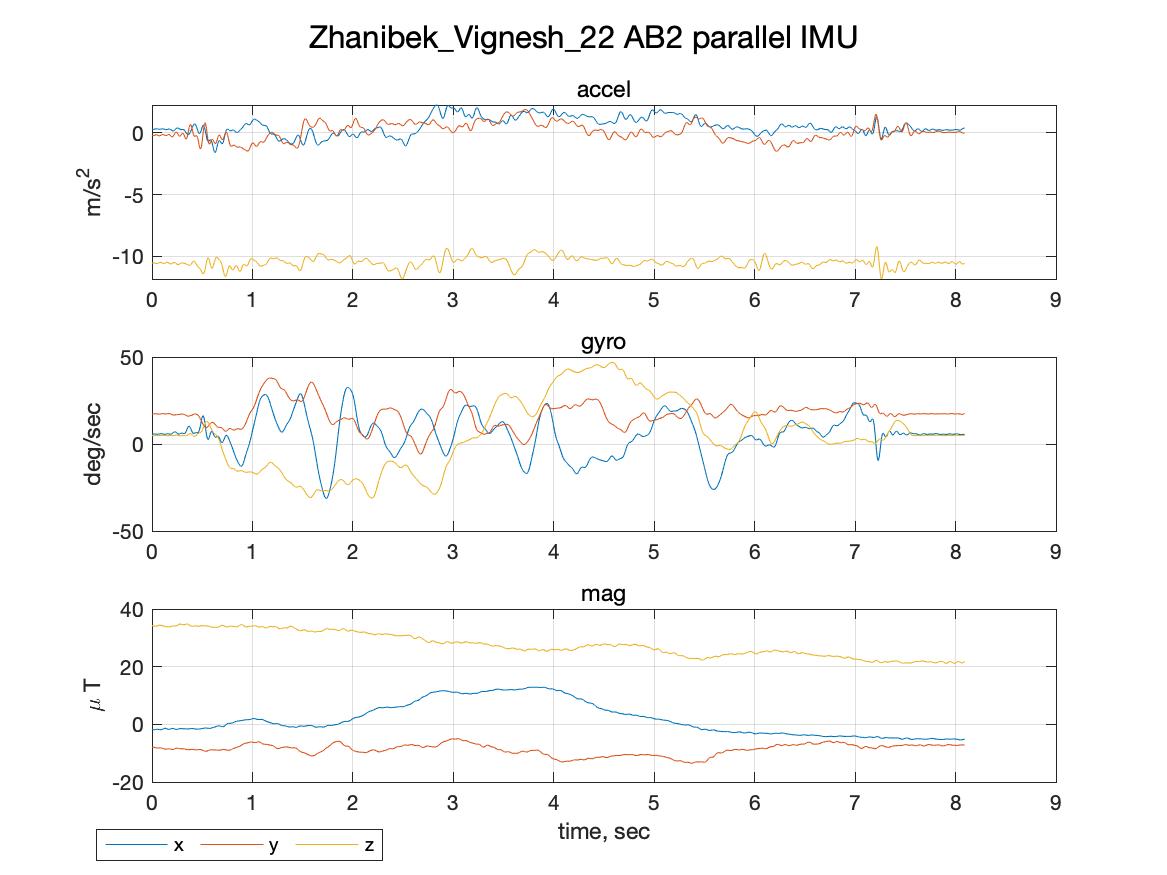 Zhanibek_Vignesh_22 AB2 parallel IMU
accel
m/s²
0
-5
-10
0 1 2 3 4 5 6 7 8 9
gyro
deg/sec
50
0
-50
0 1 2 3 4 5 6 7 8 9
mag
μ T
40
20
0
-20
0 1 2 3 4 5 6 7 8 9
time, sec
x y z